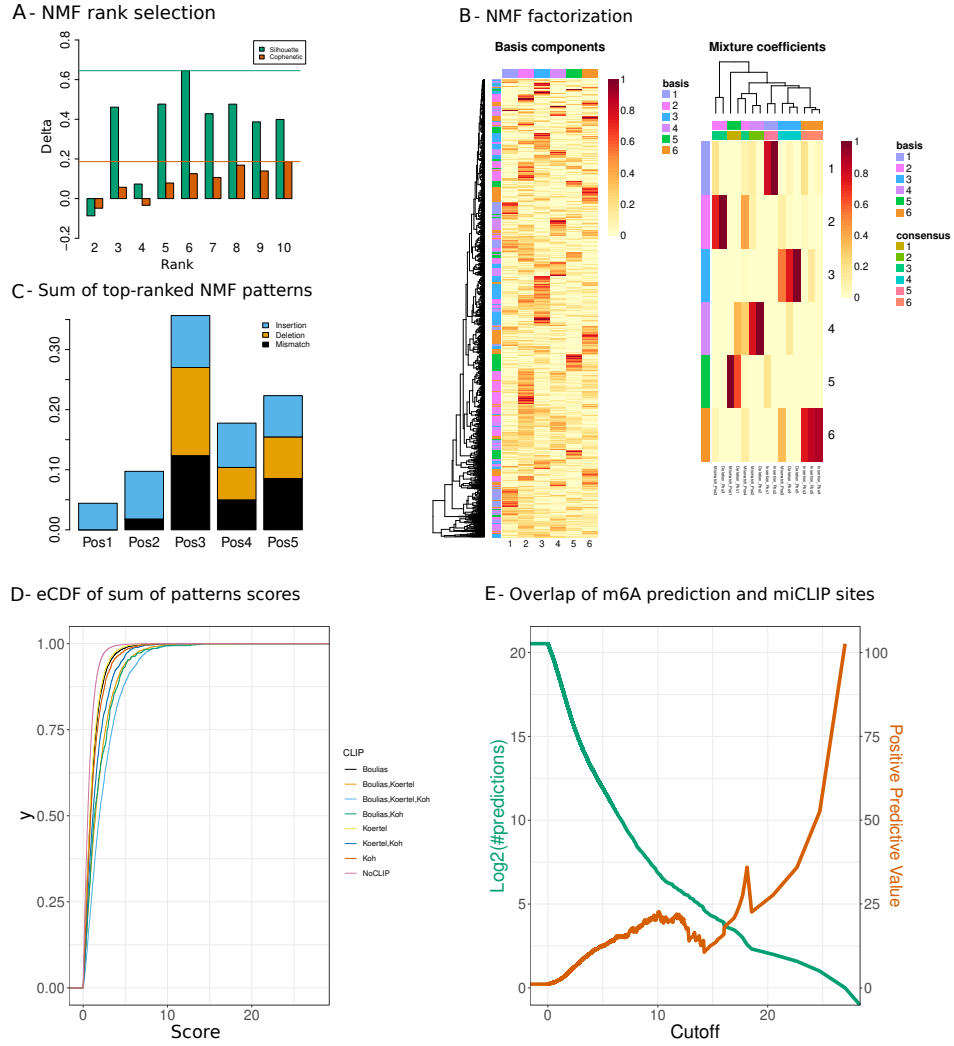 A - NMF rank selection
Silhouette
Cophenetic
Delta
0.8
0.6
0.4
0.2
0.0
−0.2
2 3 4 5 6 7 8 9 10
Rank
B - NMF factorization
Basis components
1
0.8
0.6
0.4
0.2
0
basis
1
2
3
4
5
6
1 2 3 4 5 6
Mixture coefficients
1
2
3
4
5
6
1
0.8
0.6
0.4
0.2
0
basis
1
2
3
4
5
6
consensus
1
2
3
4
5
6
C - Sum of top-ranked NMF patterns
Insertion
Deletion
Mismatch
0.30
0.20
0.10
0.00
Pos1 Pos2 Pos3 Pos4 Pos5
D - eCDF of sum of patterns scores
y
1.00
0.75
0.50
0.25
0.00
0 10 20
Score
CLIP
Boulias
Boulias,Koertel
Boulias,Koertel,Koh
Boulias,Koh
Koertel
Koertel,Koh
Koh
NoCLIP
E - Overlap of m6A prediction and miCLIP sites
Log2(#predictions)
20
15
10
5
0
0 10 20
Cutoff
100
75
50
25
0
Positive Predictive Value